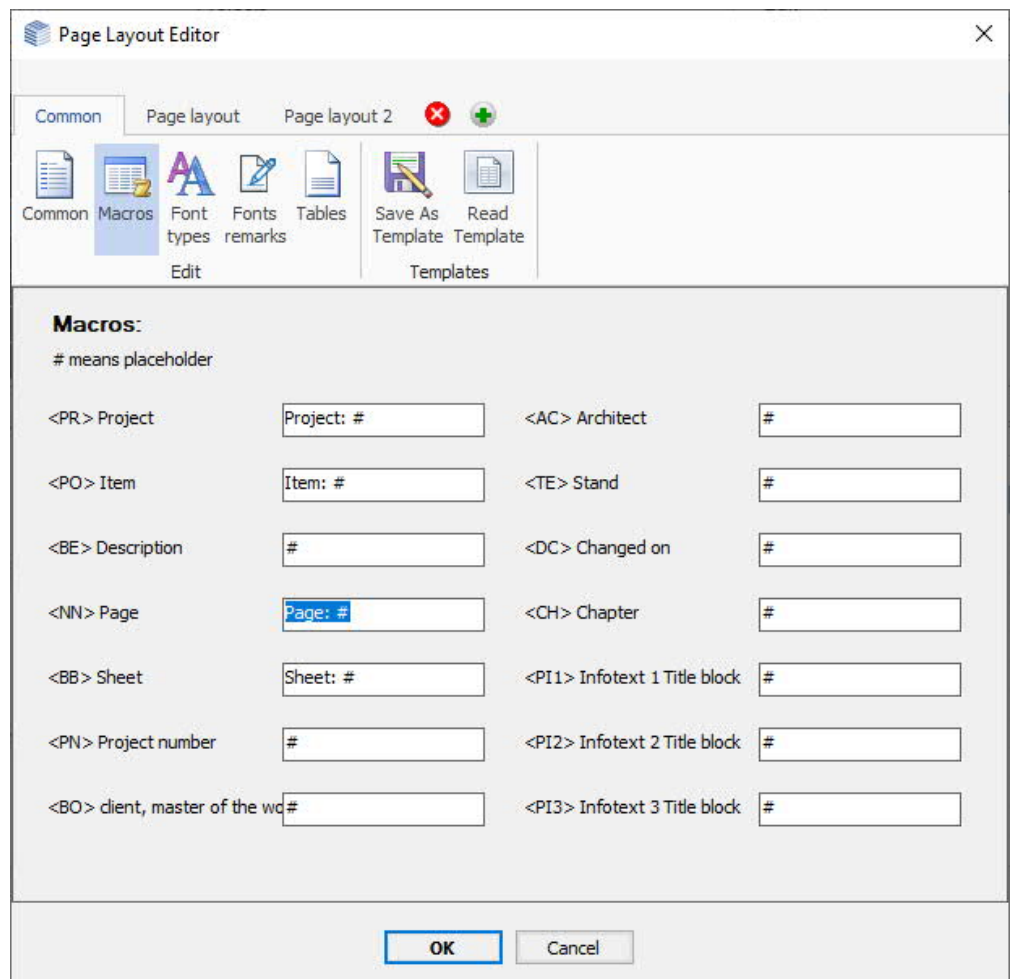 Page Layout Editor
Common Page layout Page layout 2
Common Macros Font types Fonts remarks Tables Save As Template Read Template
Edit Templates
Macros:
# means placeholder
<PR> Project Project: # <AC> Architect #
<PO> Item Item: # <TE> Stand #
<BE> Description # <DC> Changed on #
<NN> Page Page: # <CH> Chapter #
<BB> Sheet Sheet: # <PI1> Infotext 1 Title block #
<PN> Project number # <PI2> Infotext 2 Title block #
<BO> client, master of the wo # <PI3> Infotext 3 Title block #
OK Cancel